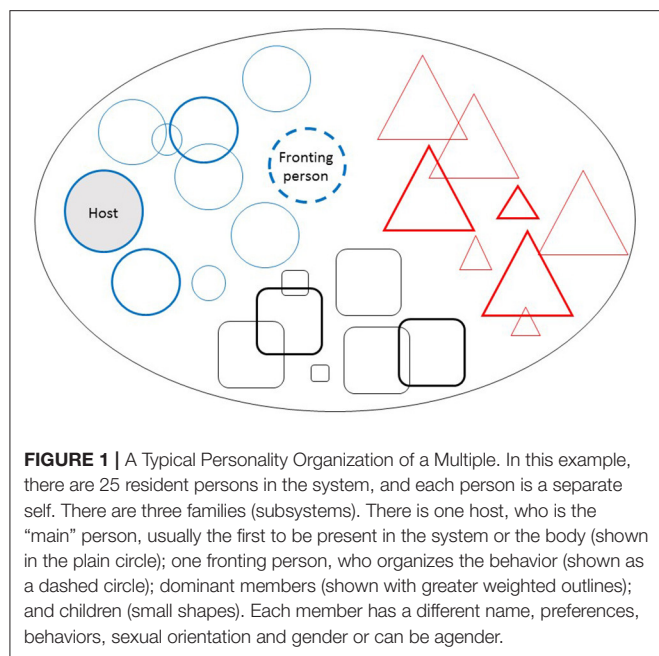 Fronting
person
Host
FIGURE 1 | A Typical Personality Organization of a Multiple. In this example,
there are 25 resident persons in the system, and each person is a separate
self. There are three families (subsystems). There is one host, who is the
“main” person, usually the first to be present in the system or the body (shown
in the plain circle); one fronting person, who organizes the behavior (shown as
a dashed circle); dominant members (shown with greater weighted outlines);
and children (small shapes). Each member has a different name, preferences,
behaviors, sexual orientation and gender or can be agender.